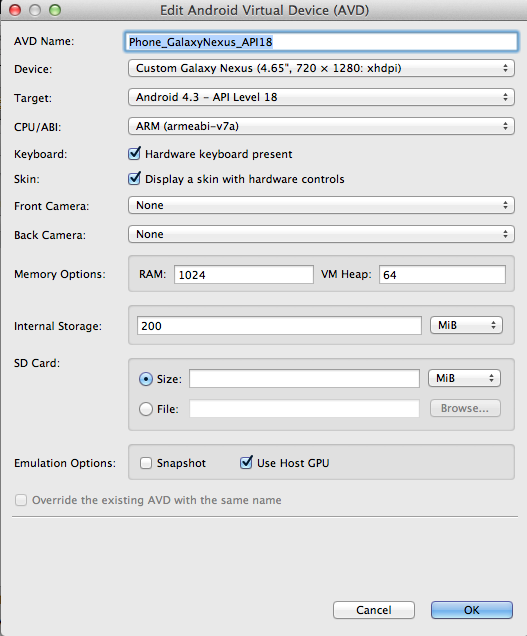 Edit Android Virtual Device (AVD)
AVD Name: Phone_GalaxyNexus_API18
Device: Custom Galaxy Nexus (4.65", 720 × 1280: xhdpi)
Target: Android 4.3 – API Level 18
CPU/ABI: ARM (armeabi-v7a)
Keyboard: Hardware keyboard present
Skin: Display a skin with hardware controls
Front Camera: None
Back Camera: None
Memory Options: RAM: 1024 VM Heap: 64
Internal Storage: 200 MiB
SD Card:
Size: MiB
File: Browse...
Emulation Options: Snapshot Use Host GPU
Override the existing AVD with the same name
Cancel OK